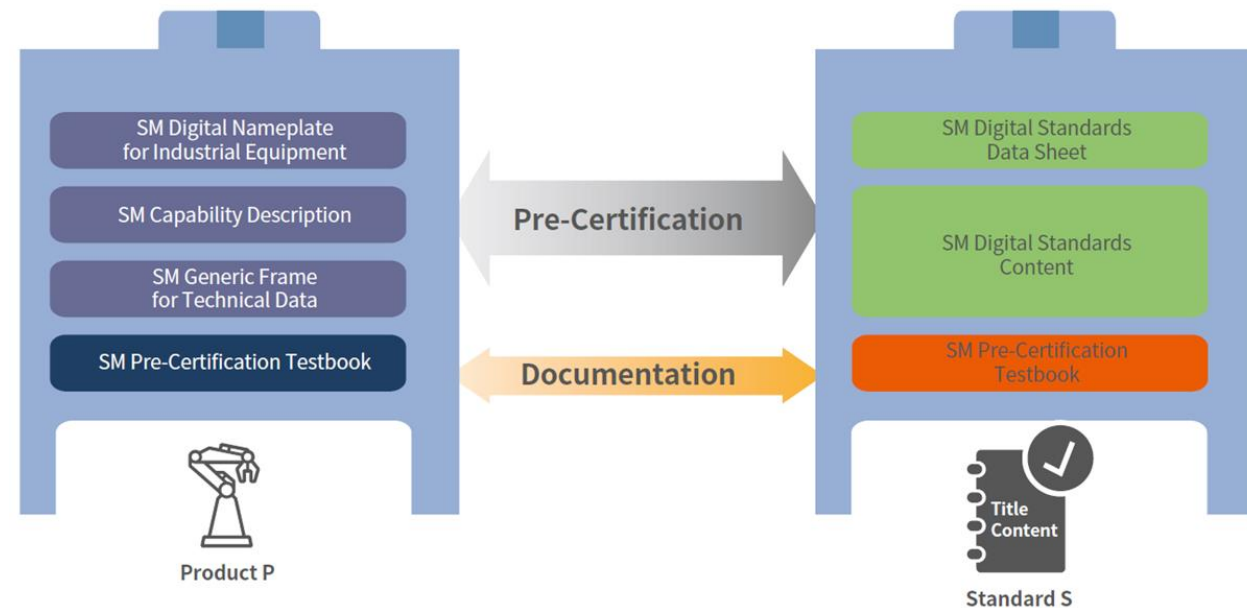 SM Digital Nameplate
for Industrial Equipment
SM Capability Description
SM Generic Frame
for Technical Data
SM Pre-Certification Testbook
Product P
Pre-Certification
Documentation
SM Digital Standards
Data Sheet
SM Digital Standards
Content
SM Pre-Certification
Testbook
Title
Content
Standard S